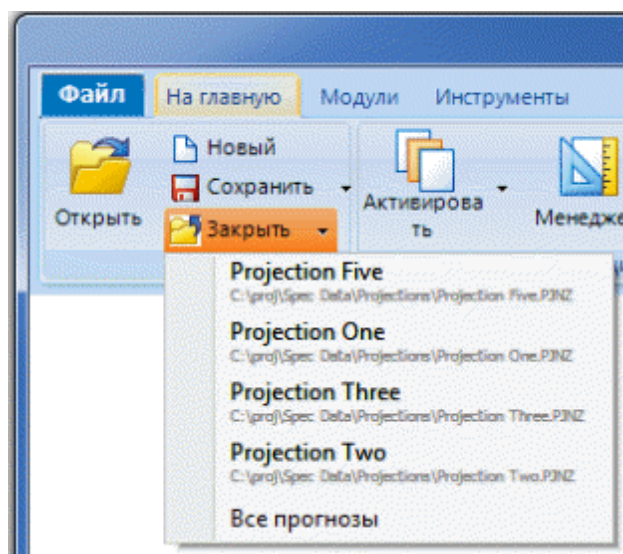 Файл На главную Модули Инструменты
Новый
Сохранить
Открыть
Закрыть
Активирова
ть
Менедже
Projection Five
C:\proj\Spec Data\Projections\Projection Five.PJNZ
Projection One
C:\proj\Spec Data\Projections\Projection One.PJNZ
Projection Three
C:\proj\Spec Data\Projections\Projection Three.PJNZ
Projection Two
C:\proj\Spec Data\Projections\Projection Two.PJNZ
Все прогнозы